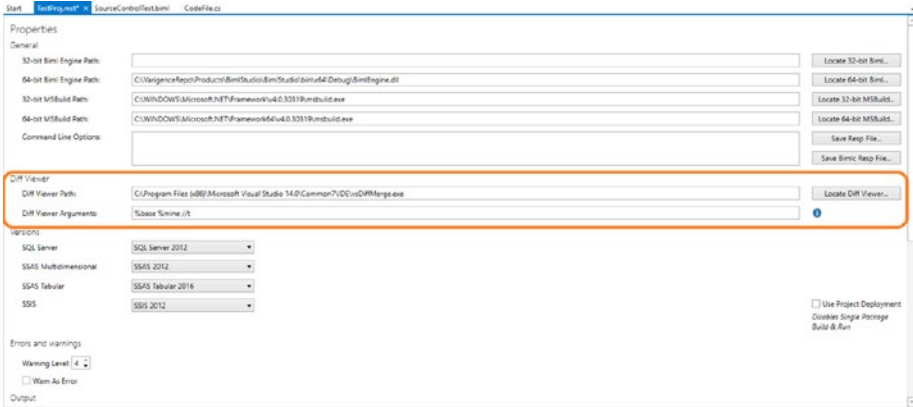 Start TestProj.mst* × SourceControlTest.biml CodeFile.cs
Properties
General
32-bit Biml Engine Path: Locate 32-bit Biml...
64-bit Biml Engine Path: C:\VarigenceRepo\Products\BimlStudio\BimlStudio\bin\x64\Debug\BimlEngine.dll Locate 64-bit Biml...
32-bit MSBuild Path: C:\WINDOWS\Microsoft.NET\Framework\v4.0.30319\msbuild.exe Locate 32-bit MSBuild...
64-bit MSBuild Path: C:\WINDOWS\Microsoft.NET\Framework64\v4.0.30319\msbuild.exe Locate 64-bit MSBuild...
Command Line Options: Save Resp File...
Save Bimlc Resp File...
Diff Viewer
Diff Viewer Path: C:\Program Files (x86)\Microsoft Visual Studio 14.0\Common7\IDE\vsDiffMerge.exe Locate Diff Viewer...
Diff Viewer Arguments: %base %mine //t
Versions
SQL Server SQL Server 2012
SSAS Multidimensional SSAS 2012
SSAS Tabular SSAS Tabular 2016
SSIS SSIS 2012 Use Project Deployment
Disables Single Package
Build & Run
Errors and warnings
Warning Level: 4
Warn As Error
Output